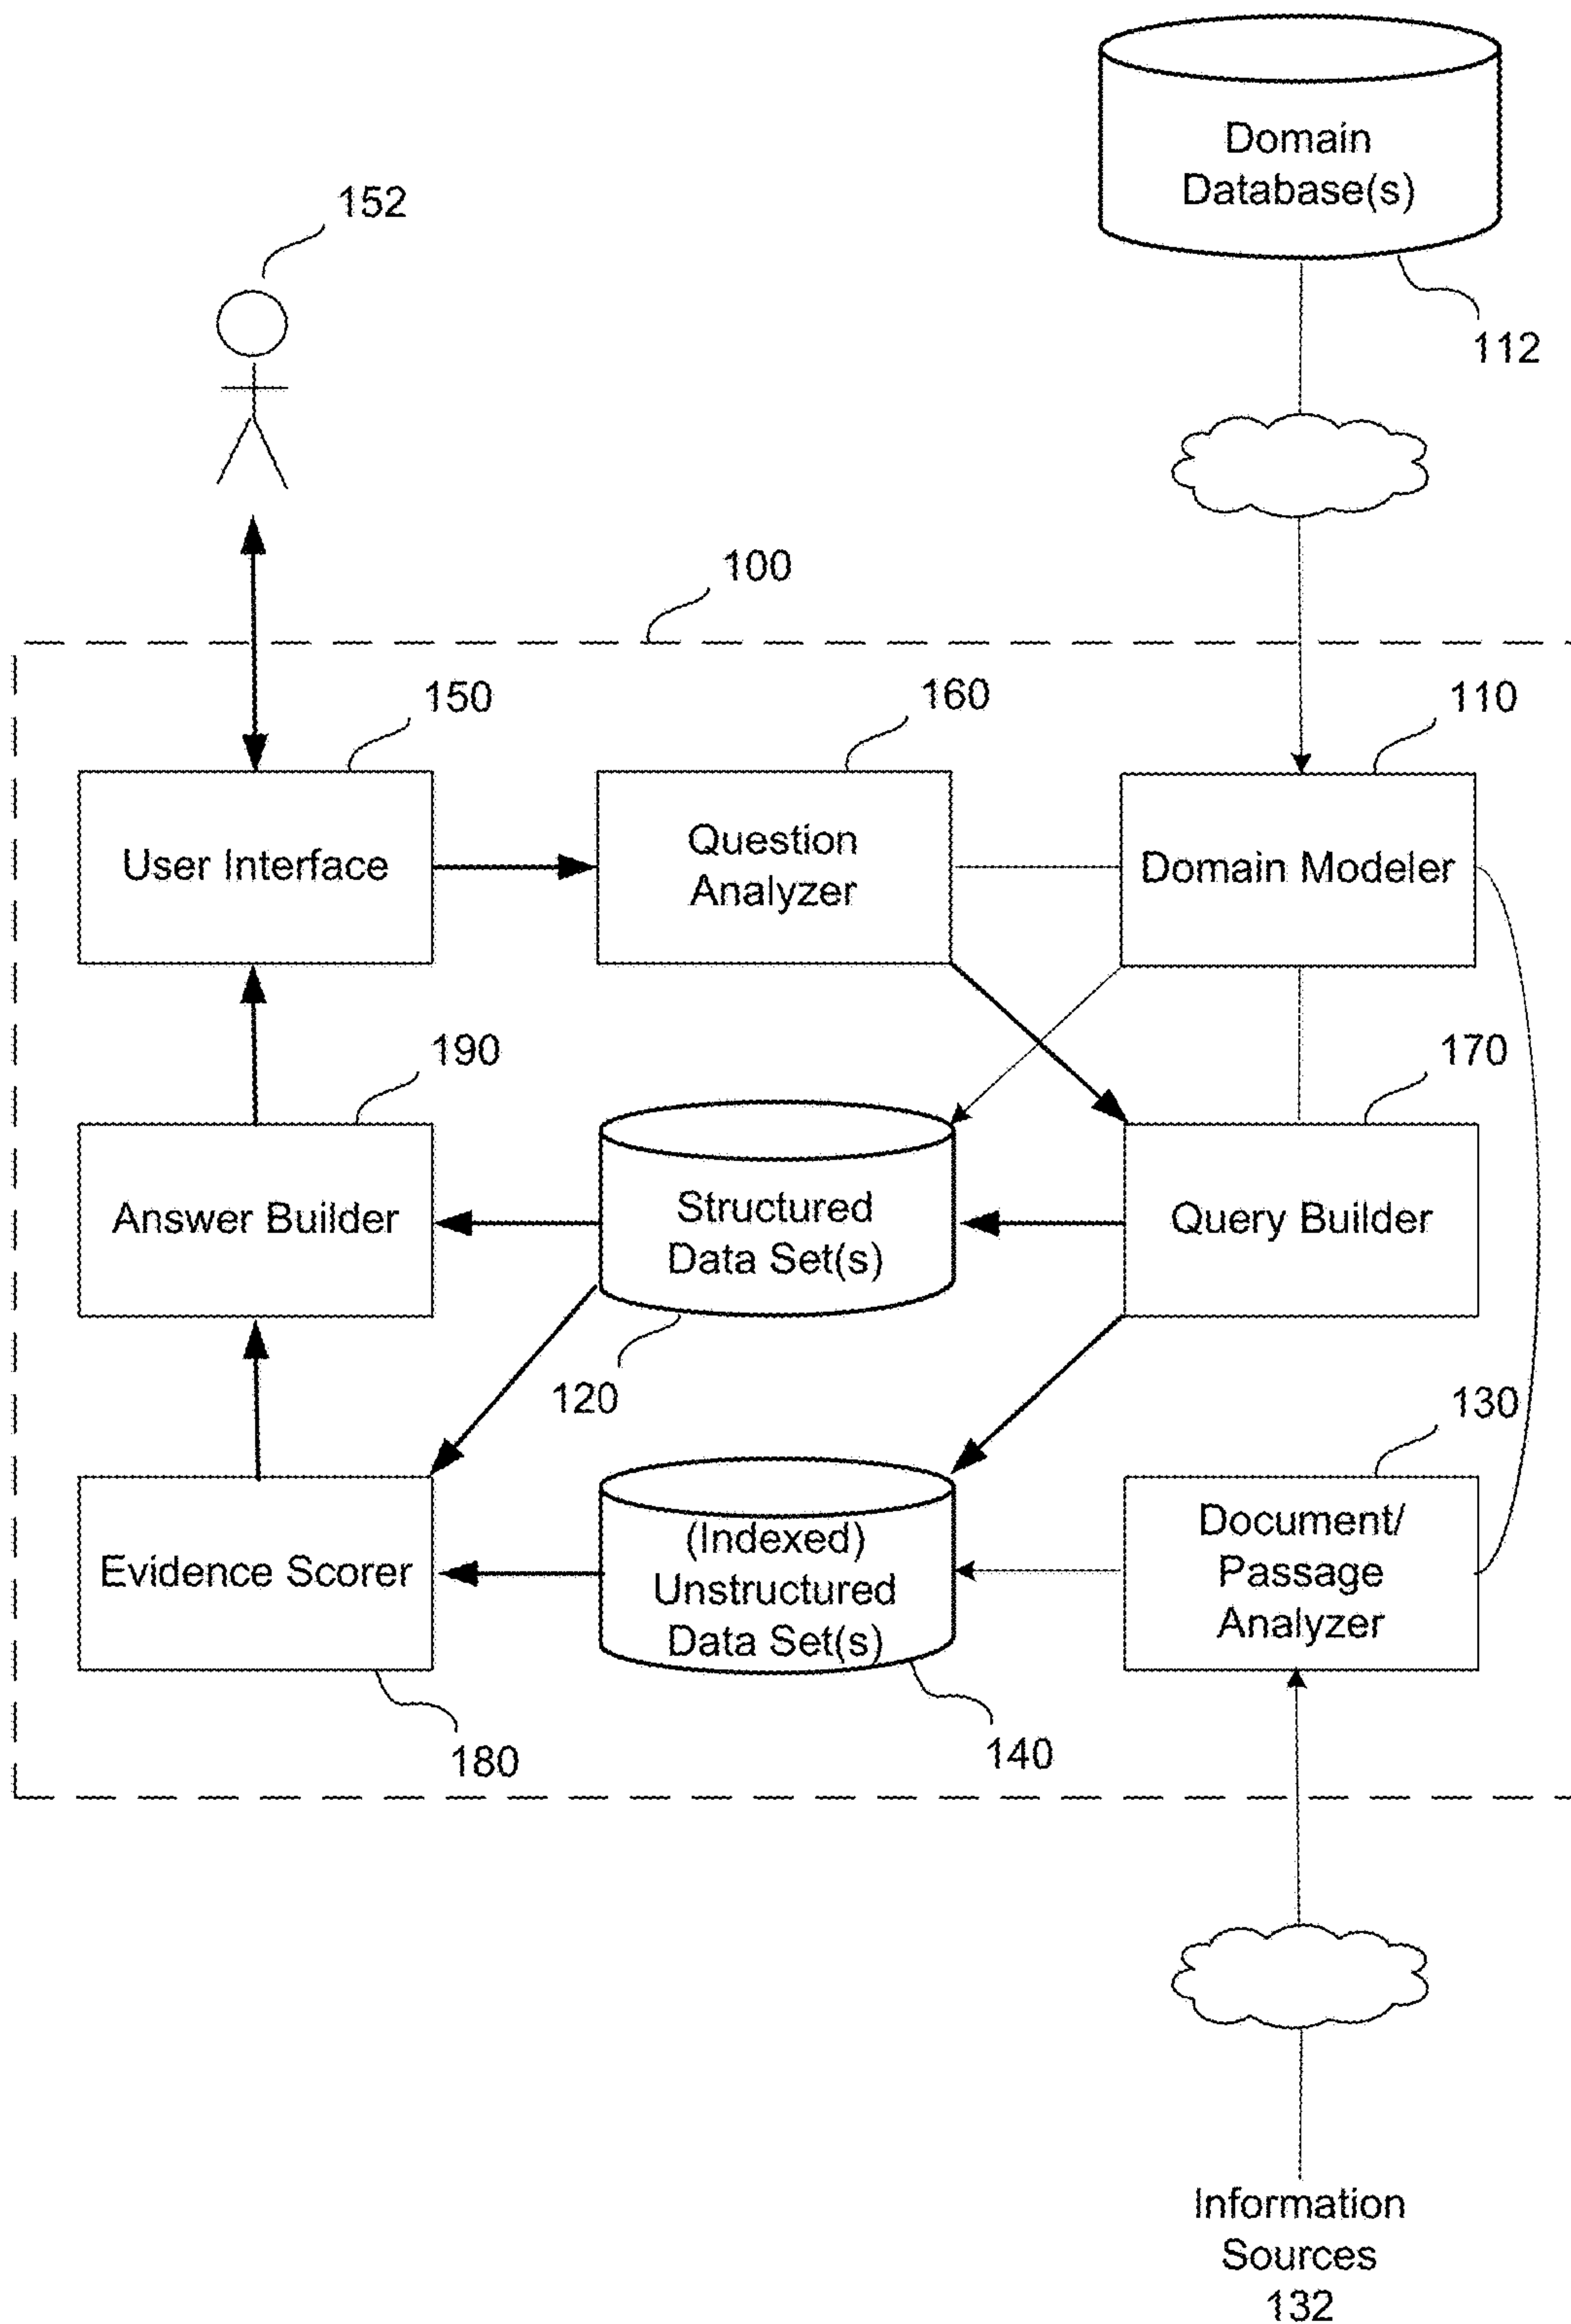 Domain
Database(s)
152
112
100
150
160
110
User Interface
Question
Analyzer
Domain Modeler
190
170
Answer Builder
Structured
Data Set(s)
Query Builder
120
130
Evidence Scorer
(Indexed)
Unstructured
Data Set(s)
Document/
Passage
Analyzer
180
140
Information
Sources
132